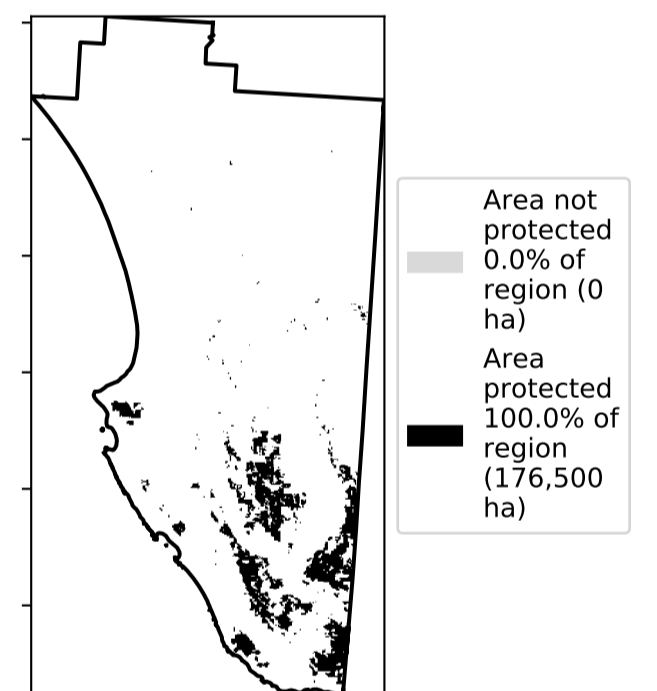 Area not
protected
0.0% of
region (0
ha)
Area
protected
100.0% of
region
(176,500
ha)